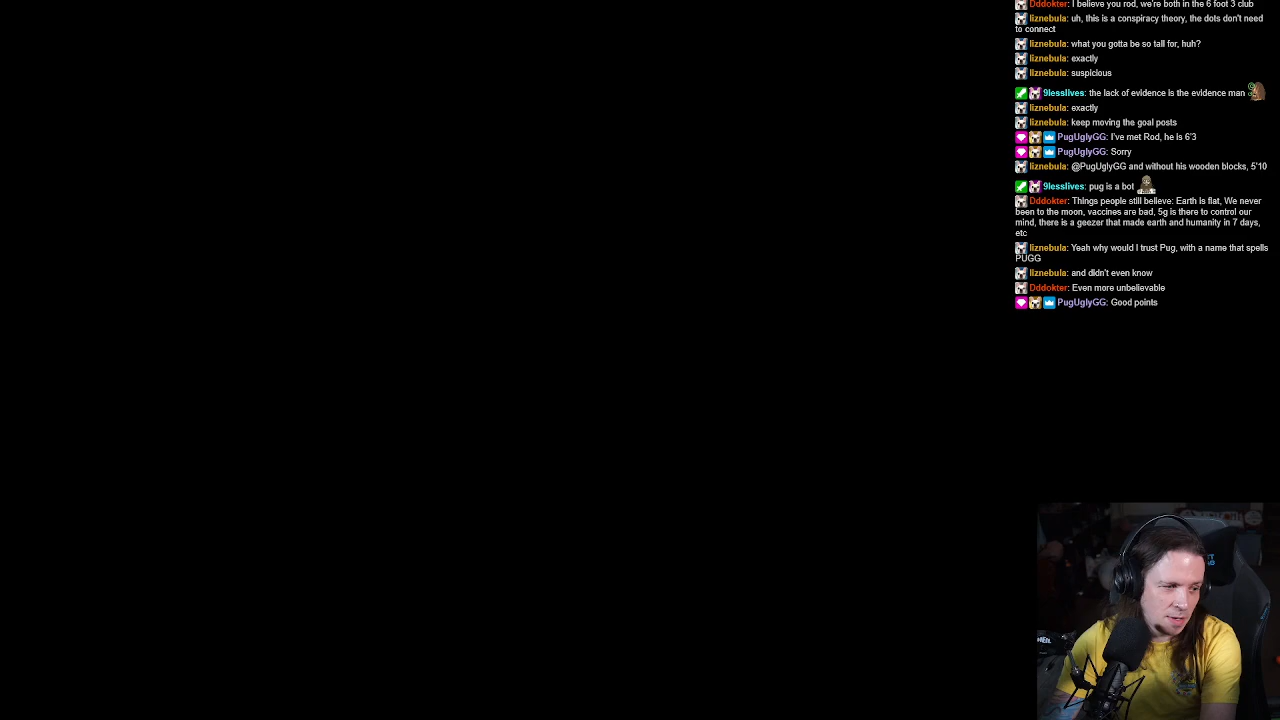 Dddokter: I believe you rod, we're both in the 6 foot 3 club
liznebula: uh, this is a conspiracy theory, the dots don't need
to connect
liznebula: what you gotta be so tall for, huh?
liznebula: exactly
liznebula: suspicious
9lesslives: the lack of evidence is the evidence man
liznebula: exactly
liznebula: keep moving the goal posts
PugUglyGG: I've met Rod, he is 6'3
PugUglyGG: Sorry
liznebula: @PugUglyGG and without his wooden blocks, 5'10
9lesslives: pug is a bot
Dddokter: Things people still believe: Earth is flat, We never
been to the moon, vaccines are bad, 5g is there to control our
mind, there is a geezer that made earth and humanity in 7 days,
etc
liznebula: Yeah why would I trust Pug, with a name that spells
PUGG
liznebula: and didn't even know
Dddokter: Even more unbelievable
PugUglyGG: Good points